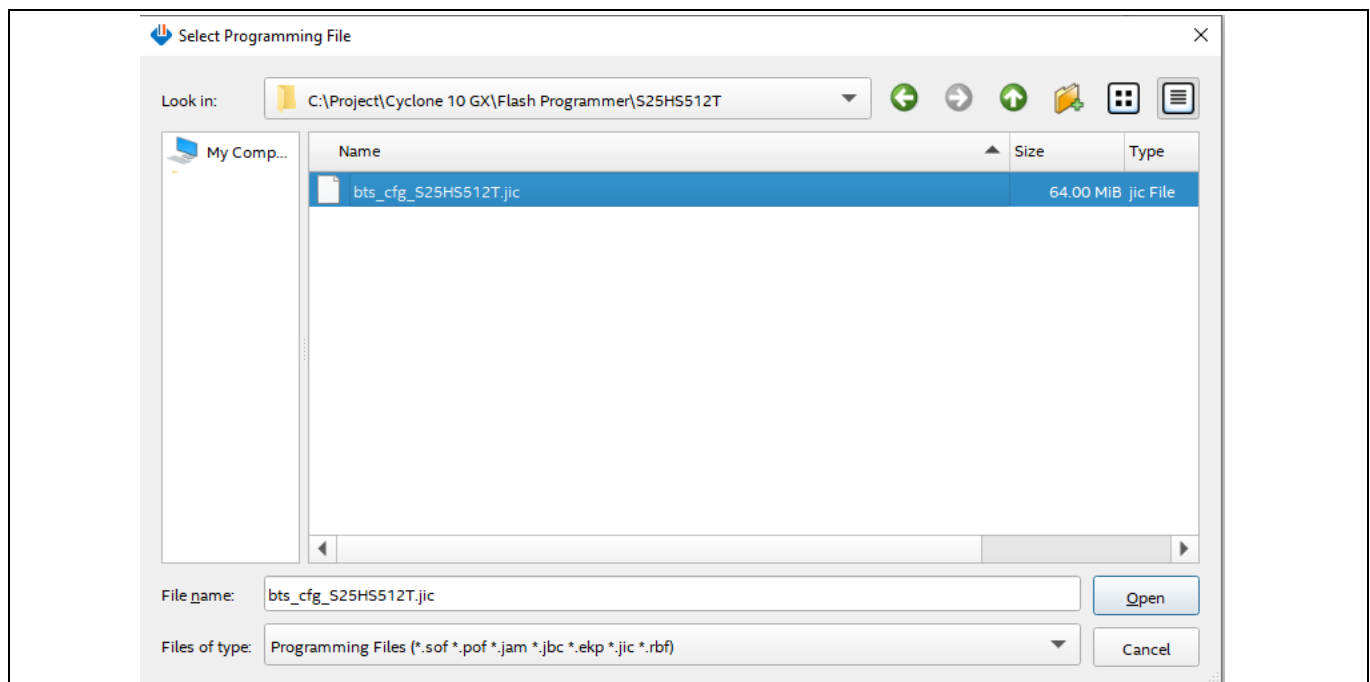 Select Programming File
Look in: C:\Project\Cyclone 10 GX\Flash Programmer\S25HS512T
My Comp... Name Size Type
bts_cfg_S25HS512T.jic 64.00 MiB jic File
File name: bts_cfg_S25HS512T.jic Open
Files of type: Programming Files (*.sof *.pof *.jam *.jbc *.ekp *.jic *.rbf) Cancel